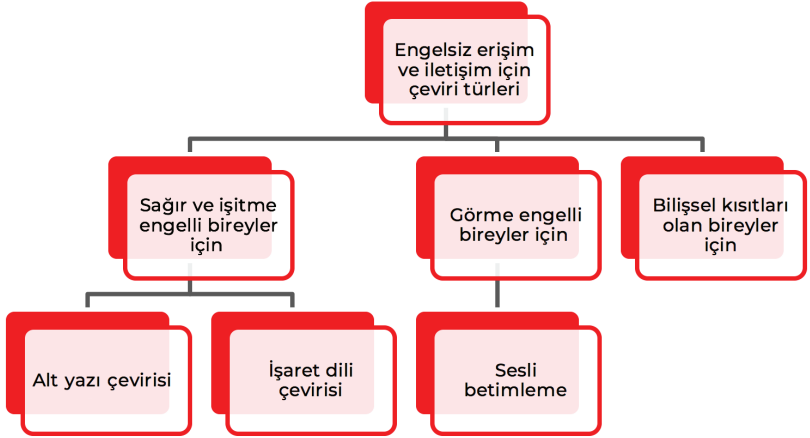 Engelsiz erişim
ve iletişim için
çeviri türleri
Sağır ve işitme
engelli bireyler
için
Görme engelli
bireyler için
Bilişsel kısıtları
olan bireyler
için
Alt yazı çevirisi
İşaret dili
çevirisi
Sesli
betimleme